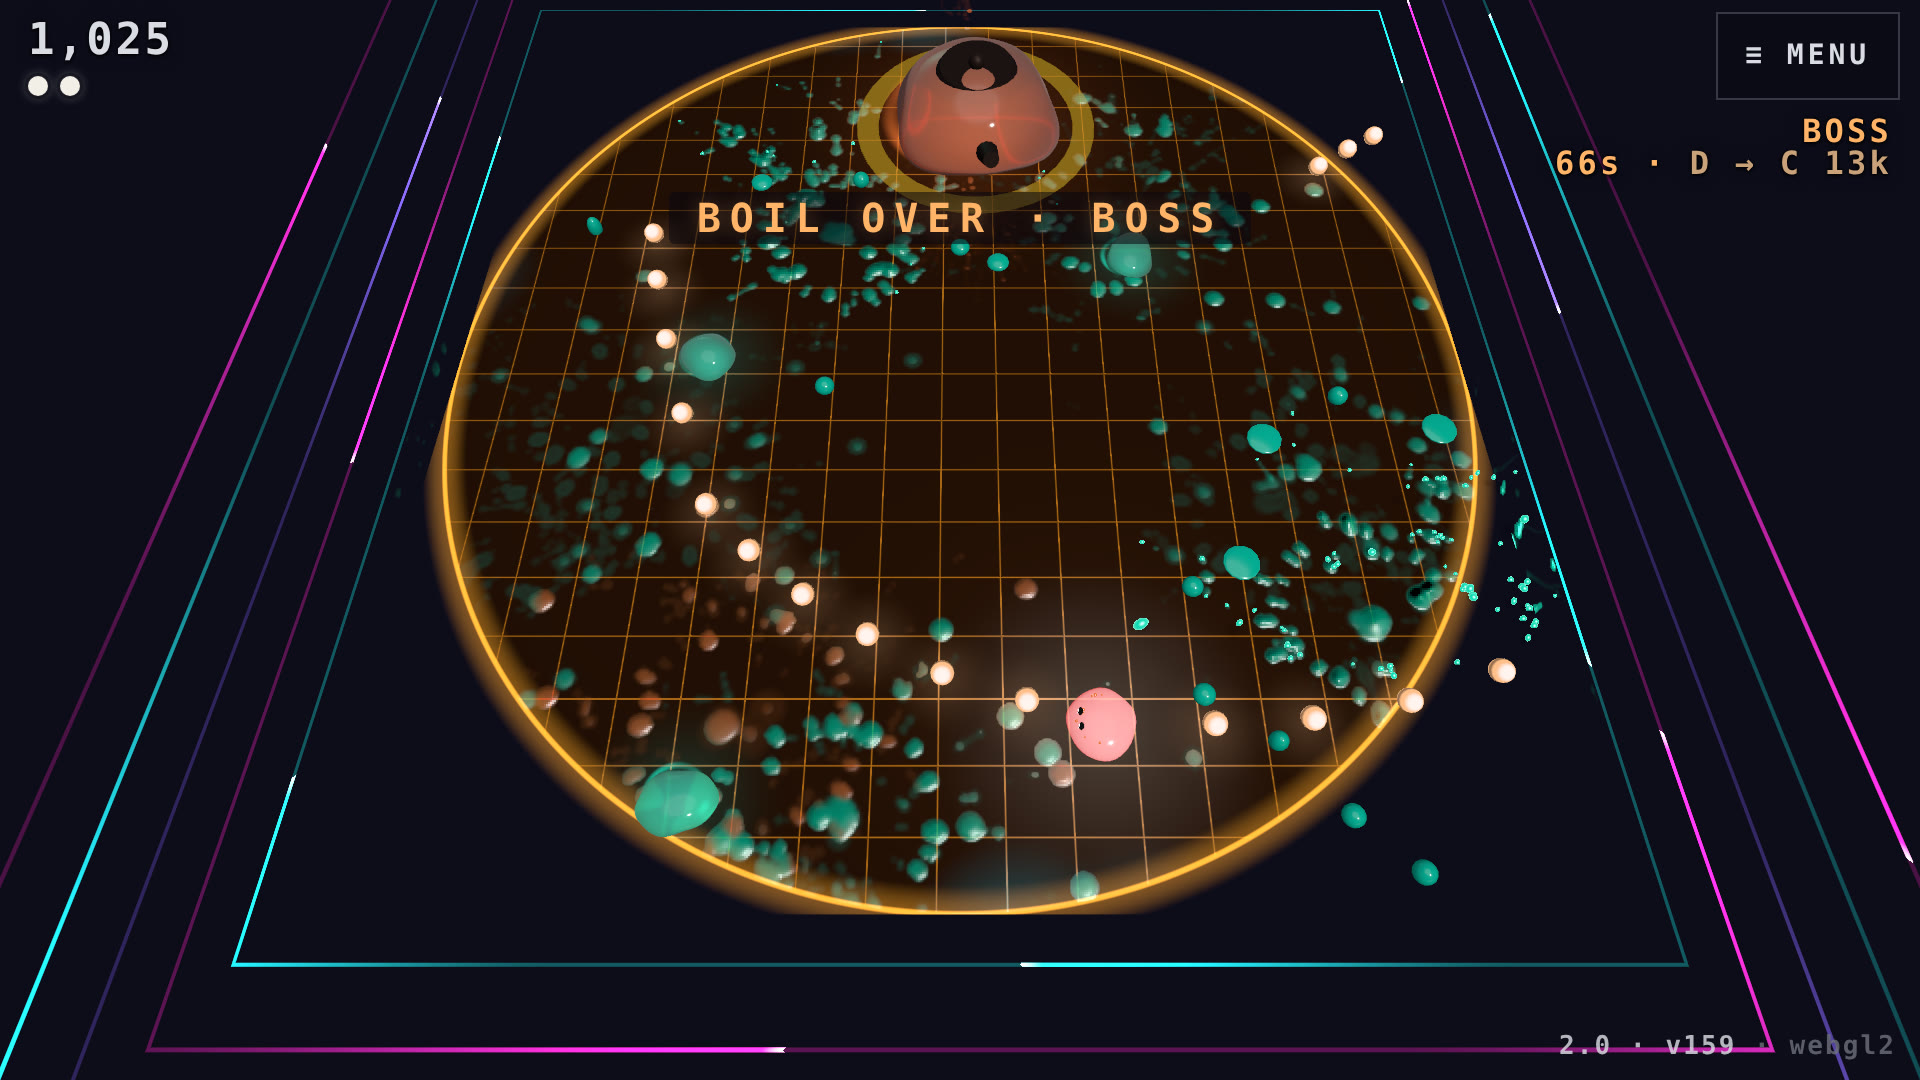 1,025
≡ MENU
BOSS
66s · D → C 13k
BOIL OVER · BOSS
2.0 · v159 · webgl2